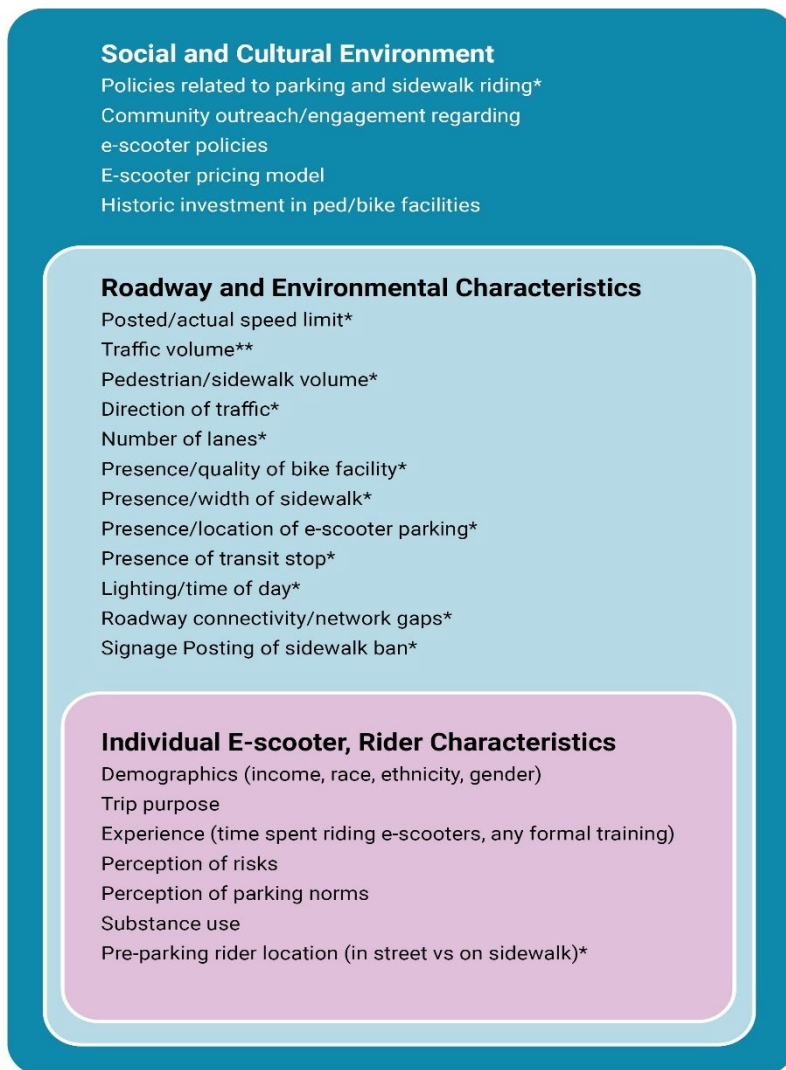 Social and Cultural Environment
Policies related to parking and sidewalk riding*
Community outreach/engagement regarding
e-scooter policies
E-scooter pricing model
Historic investment in ped/bike facilities
Roadway and Environmental Characteristics
Posted/actual speed limit*
Traffic volume**
Pedestrian/sidewalk volume*
Direction of traffic*
Number of lanes*
Presence/quality of bike facility*
Presence/width of sidewalk*
Presence/location of e-scooter parking*
Presence of transit stop*
Lighting/time of day*
Roadway connectivity/network gaps*
Signage Posting of sidewalk ban*
Individual E-scooter, Rider Characteristics
Demographics (income, race, ethnicity, gender)
Trip purpose
Experience (time spent riding e-scooters, any formal training)
Perception of risks
Perception of parking norms
Substance use
Pre-parking rider location (in street vs on sidewalk)*